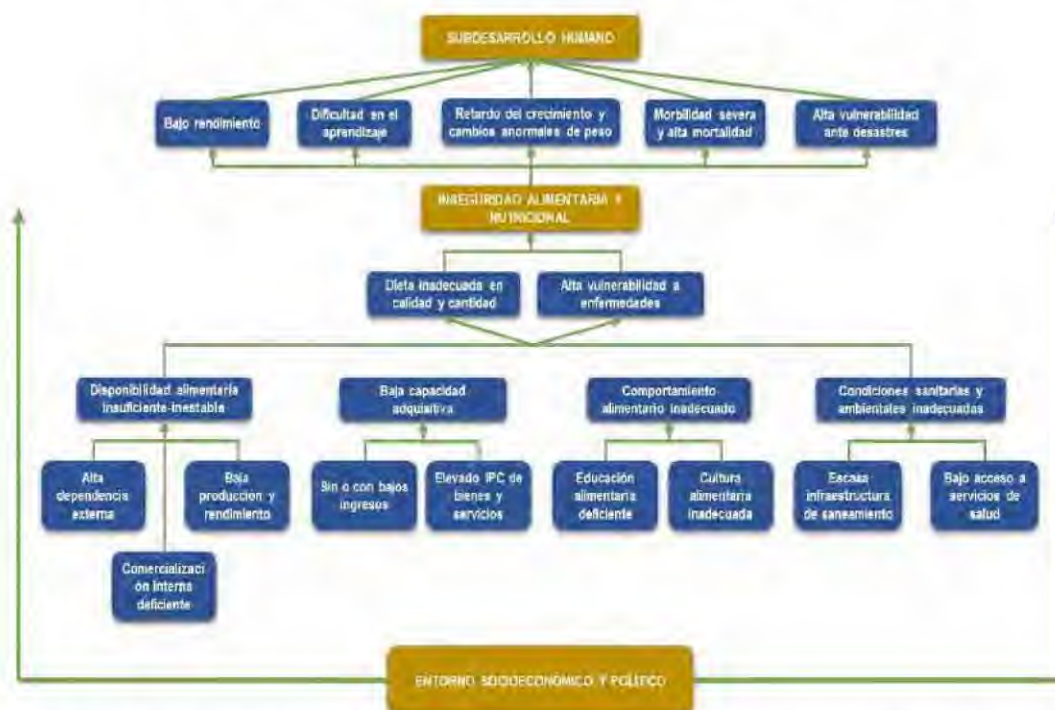 SUBDESARROLLO HUMANO
Bajo rendimiento
Dificultad en el
aprendizaje
Retardo del crecimiento y
cambios anormales de peso
Morbilidad severa
y alta mortalidad
Alta vulnerabilidad
ante desastres
INSEGURIDAD ALIMENTARIA Y
NUTRICIONAL
Dieta inadecuada en
calidad y cantidad
Alta vulnerabilidad a
enfermedades
Disponibilidad alimentaria
insuficiente-inestable
Baja capacidad
adquisitiva
Comportamiento
alimentario inadecuado
Condiciones sanitarias y
ambientales inadecuadas
Alta
dependencia
externa
Baja
producción y
rendimiento
Sin o con bajos
ingresos
Elevado IPC de
bienes y
servicios
Educación
alimentaria
deficiente
Cultura
alimentaria
inadecuada
Escasa
infraestructura
de saneamiento
Bajo acceso a
servicios de
salud
Comercializaci
ón interna
deficiente
ENTORNO SOCIOECONÓMICO Y POLÍTICO